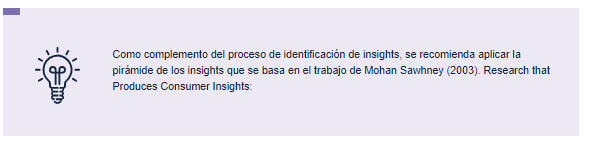 Como complemento del proceso de identificación de insights, se recomienda aplicar la
pirámide de los insights que se basa en el trabajo de Mohan Sawhney (2003). Research that
Produces Consumer Insights: